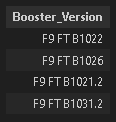 Booster_Version
F9 FT B1022
F9 FT B1026
F9 FT B1021.2
F9 FT B1031.2